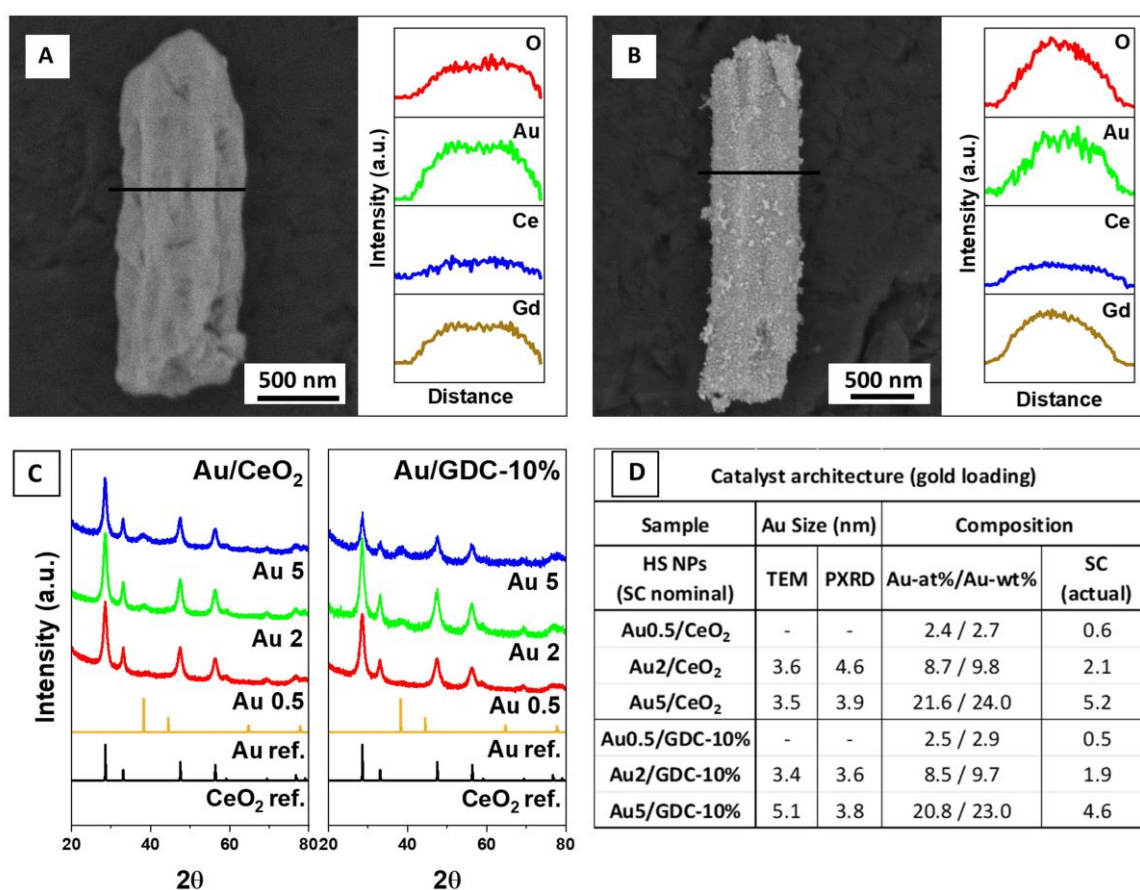 A
500 nm
Intensity (a.u.)
O
Au
Ce
Gd
Distance
B
500 nm
Intensity (a.u.)
O
Au
Ce
Gd
Distance
C
Intensity (a.u.)
Au/CeO₂
Au 5
Au 2
Au 0.5
Au ref.
CeO₂ ref.
20 40 60 80
2θ
Au/GDC-10%
Au 5
Au 2
Au 0.5
Au ref.
CeO₂ ref.
20 40 60 80
2θ
D Catalyst architecture (gold loading)
Sample Au Size (nm) Composition
HS NPs (SC nominal) TEM PXRD Au-at%/Au-wt% SC (actual)
Au0.5/CeO₂ - - 2.4 / 2.7 0.6
Au2/CeO₂ 3.6 4.6 8.7 / 9.8 2.1
Au5/CeO₂ 3.5 3.9 21.6 / 24.0 5.2
Au0.5/GDC-10% - - 2.5 / 2.9 0.5
Au2/GDC-10% 3.4 3.6 8.5 / 9.7 1.9
Au5/GDC-10% 5.1 3.8 20.8 / 23.0 4.6